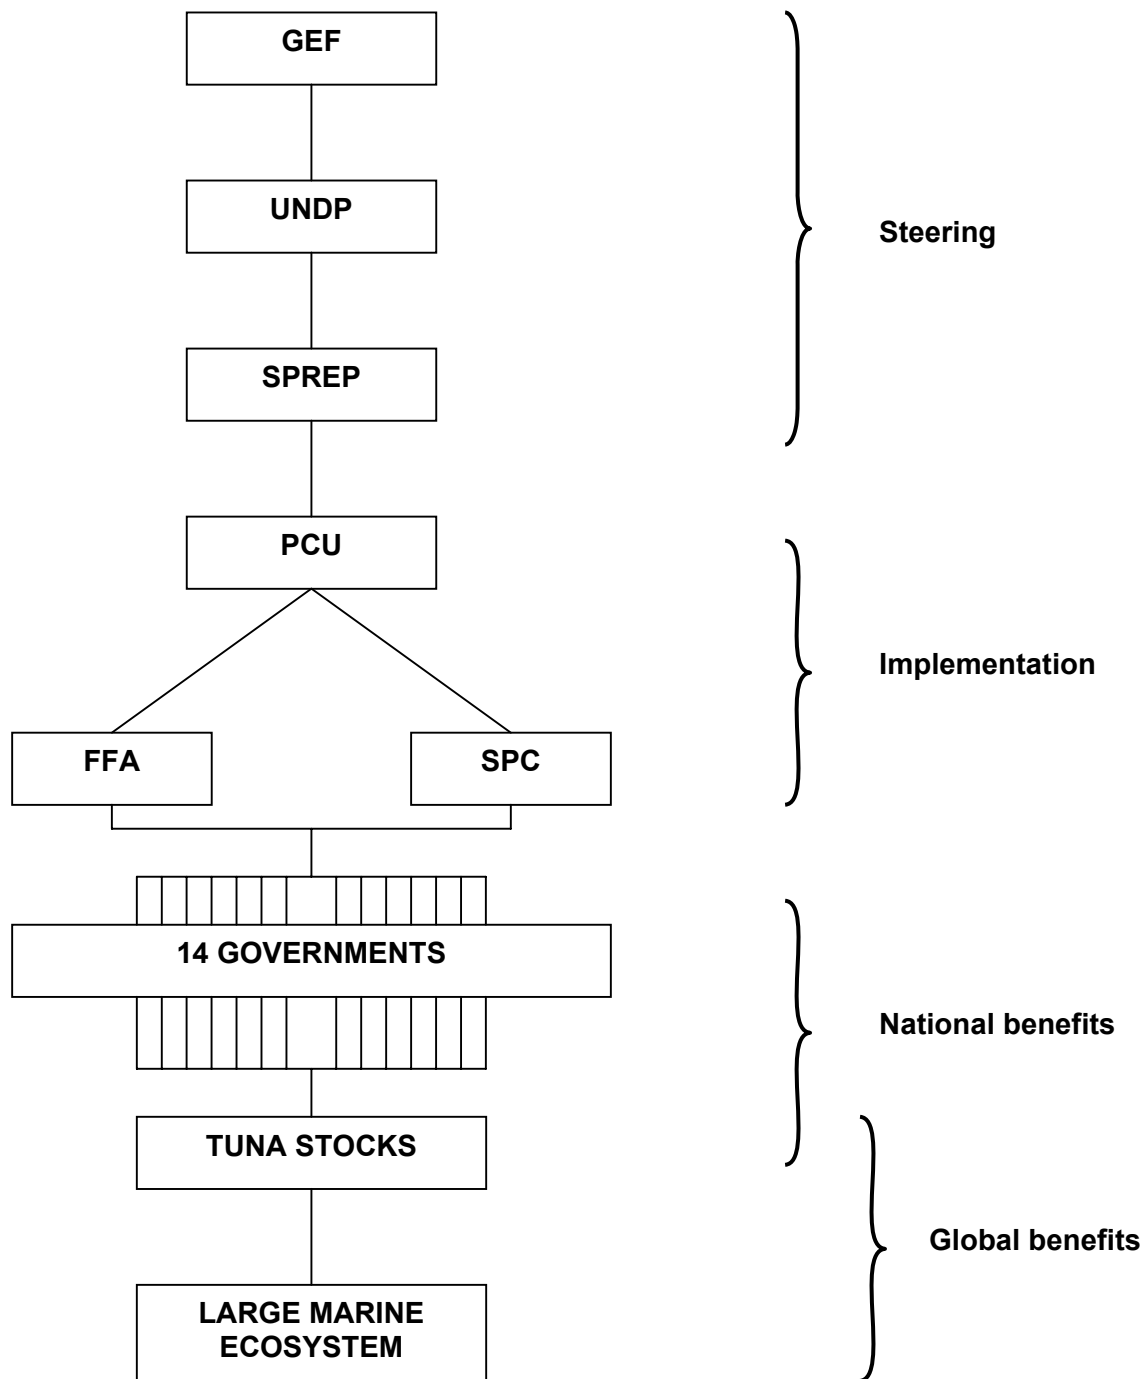 GEF
UNDP
Steering
SPREP
PCU
Implementation
FFA
SPC
14 GOVERNMENTS
National benefits
TUNA STOCKS
Global benefits
LARGE MARINE
ECOSYSTEM